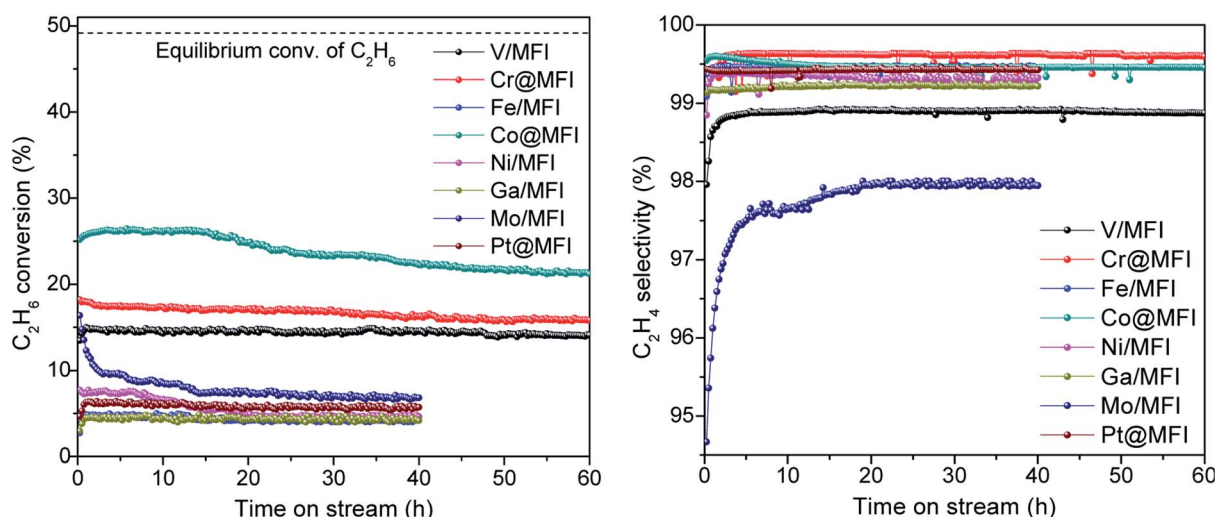 50
40
30
20
10
0
C₂H₆ conversion (%)
Equilibrium conv. of C₂H₆
V/MFI
Cr@MFI
Fe/MFI
Co@MFI
Ni/MFI
Ga/MFI
Mo/MFI
Pt@MFI
0 10 20 30 40 50 60
Time on stream (h)
100
99
98
97
96
95
C₂H₄ selectivity (%)
V/MFI
Cr@MFI
Fe/MFI
Co@MFI
Ni/MFI
Ga/MFI
Mo/MFI
Pt@MFI
0 10 20 30 40 50 60
Time on stream (h)